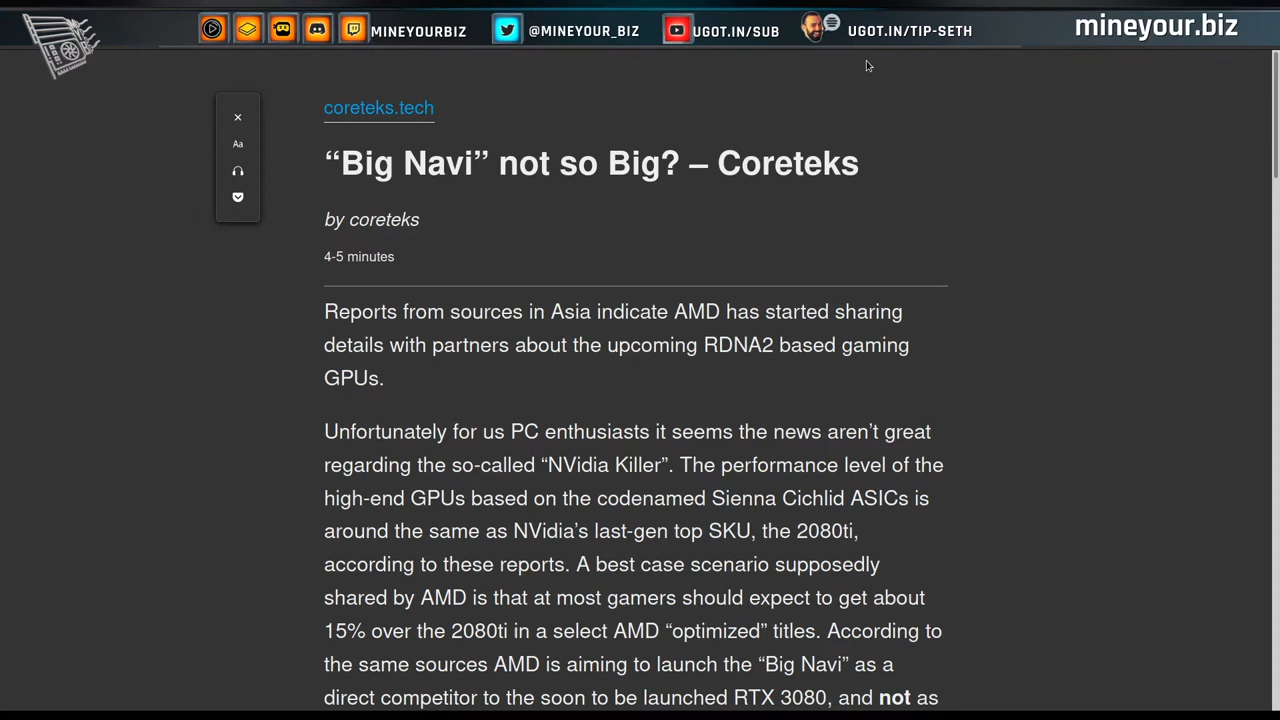 MINEYOURBIZ
@MINEYOUR_BIZ
UGOT.IN/SUB
UGOT.IN/TIP-SETH
mineyour.biz
coreteks.tech
“Big Navi” not so Big? – Coreteks
by coreteks
Aa
4-5 minutes
Reports from sources in Asia indicate AMD has started sharing
details with partners about the upcoming RDNA2 based gaming
GPUs.
Unfortunately for us PC enthusiasts it seems the news aren’t great
regarding the so-called “NVidia Killer”. The performance level of the
high-end GPUs based on the codenamed Sienna Cichlid ASICs is
around the same as NVidia’s last-gen top SKU, the 2080ti,
according to these reports. A best case scenario supposedly
shared by AMD is that at most gamers should expect to get about
15% over the 2080ti in a select AMD “optimized” titles. According to
the same sources AMD is aiming to launch the “Big Navi” as a
direct competitor to the soon to be launched RTX 3080, and not as